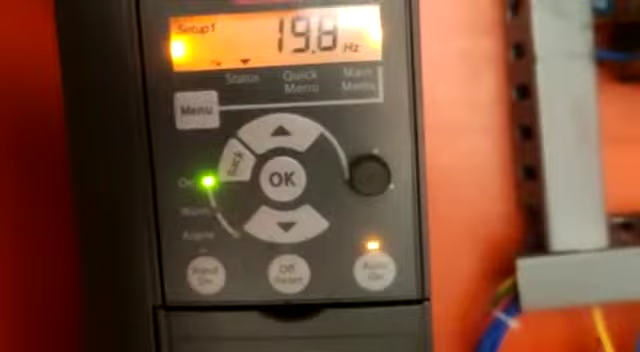 Setup1
19.8 Hz
Status Quick Menu Main Menu
Menu
Back
OK
On
Warn.
Alarm
Hand On
Off Reset
Auto On